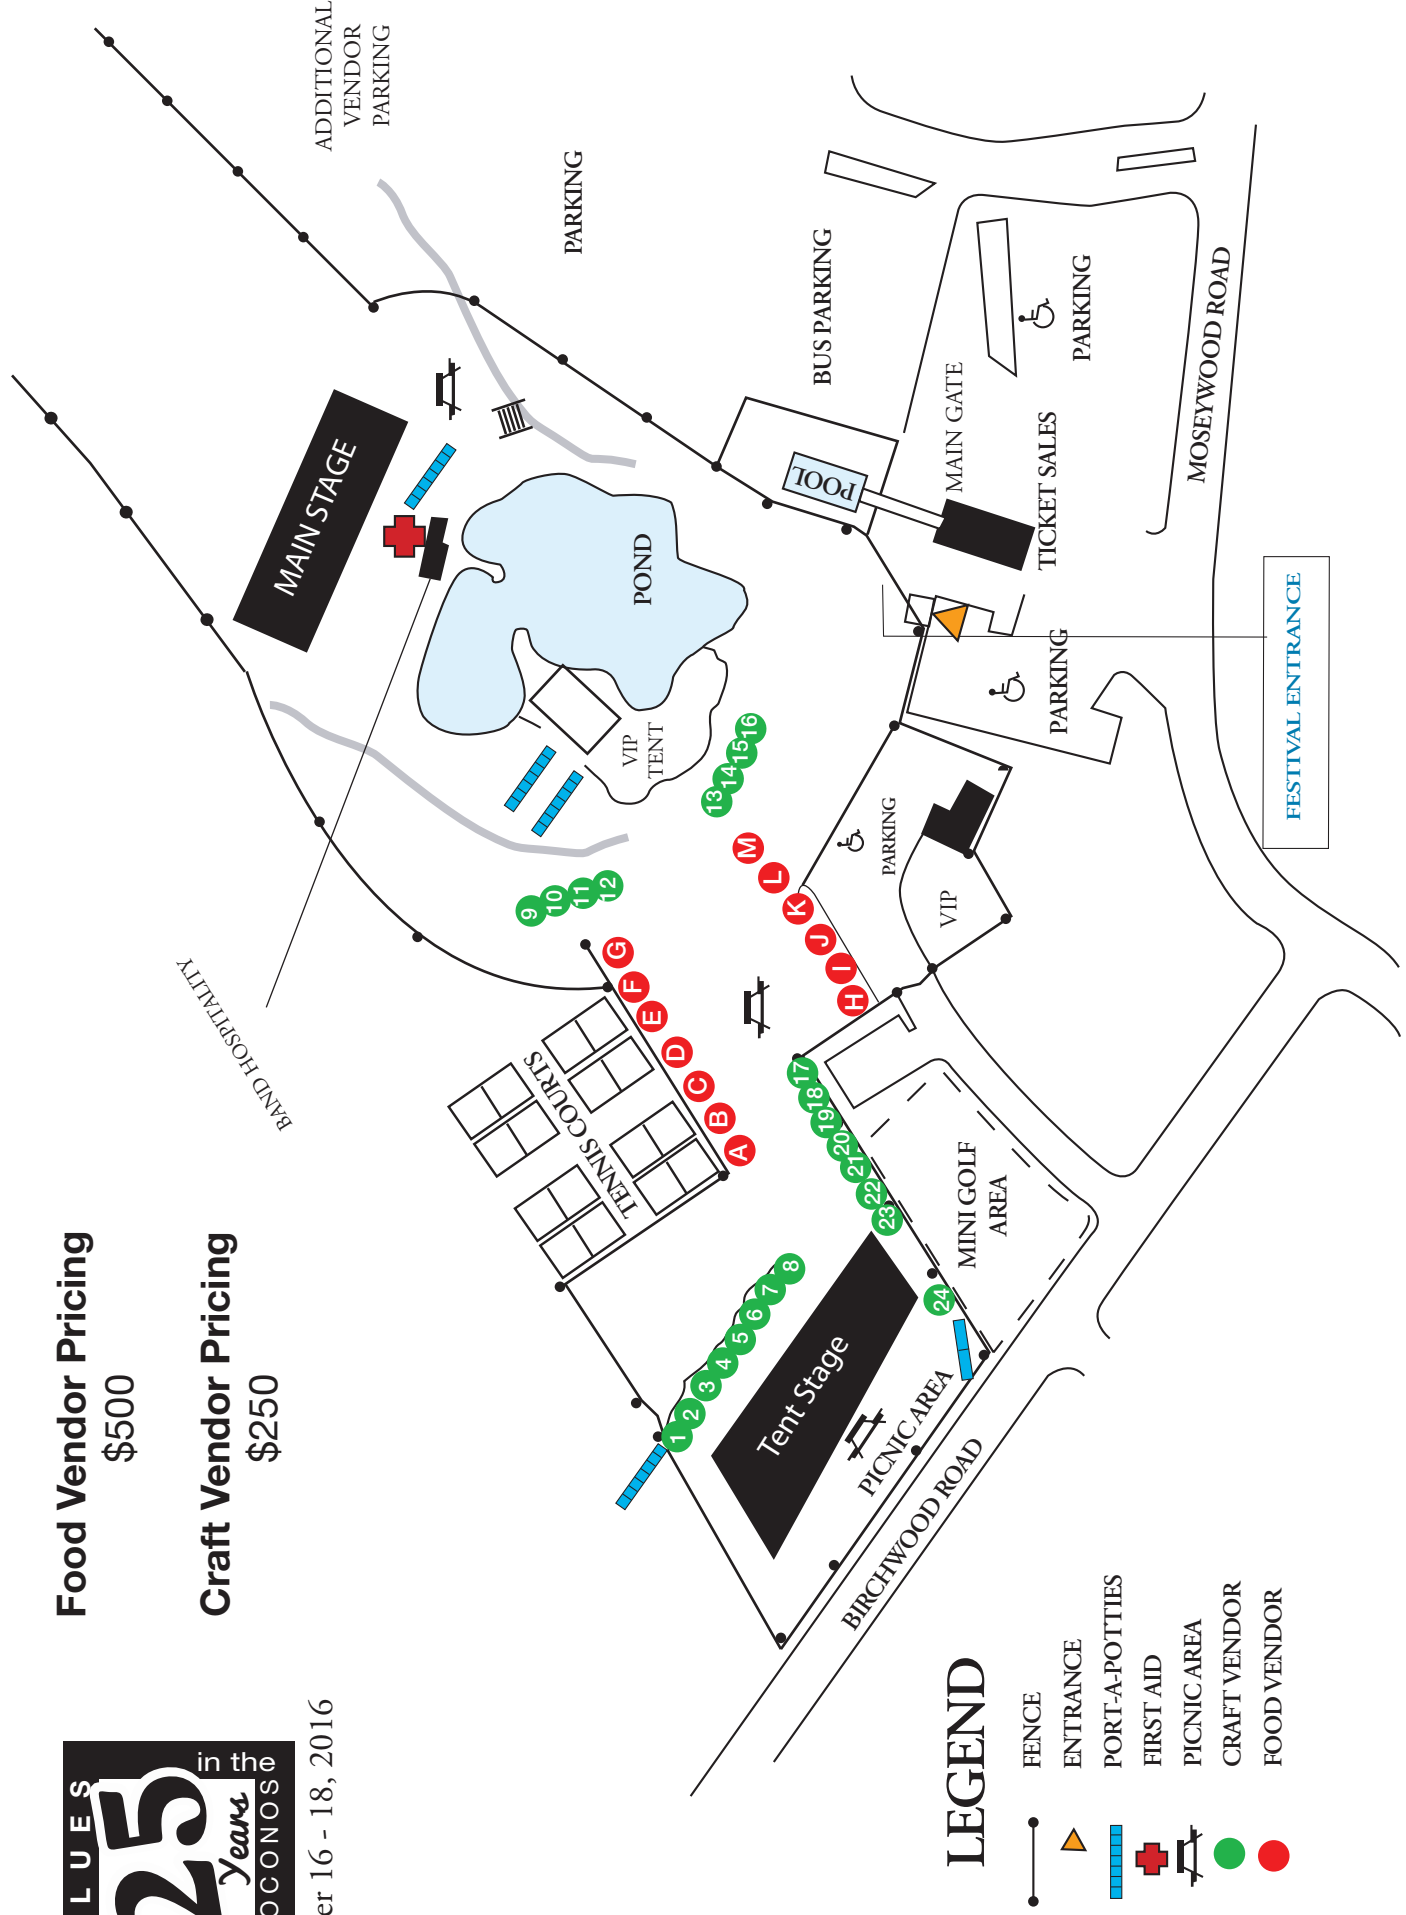 LUES
25
Years
in the
OCONOS
er 16 - 18, 2016
Food Vendor Pricing
$500
Craft Vendor Pricing
$250
ADDITIONAL
VENDOR
PARKING
PARKING
MAIN STAGE
BAND HOSPITALITY
POND
VIP
TENT
BUS PARKING
POOL
MAIN GATE
TICKET SALES
PARKING
MOSEYWOOD ROAD
PARKING
FESTIVAL ENTRANCE
PARKING
VIP
TENNIS COURTS
9
10
11
12
13
14
15
16
A
B
C
D
E
F
G
H
I
J
K
L
M
1
2
3
4
5
6
7
8
17
18
19
20
21
22
23
24
MINI GOLF
AREA
Tent Stage
PICNIC AREA
BIRCHWOOD ROAD
LEGEND
FENCE
ENTRANCE
PORT-A-POTTIES
FIRST AID
PICNIC AREA
CRAFT VENDOR
FOOD VENDOR